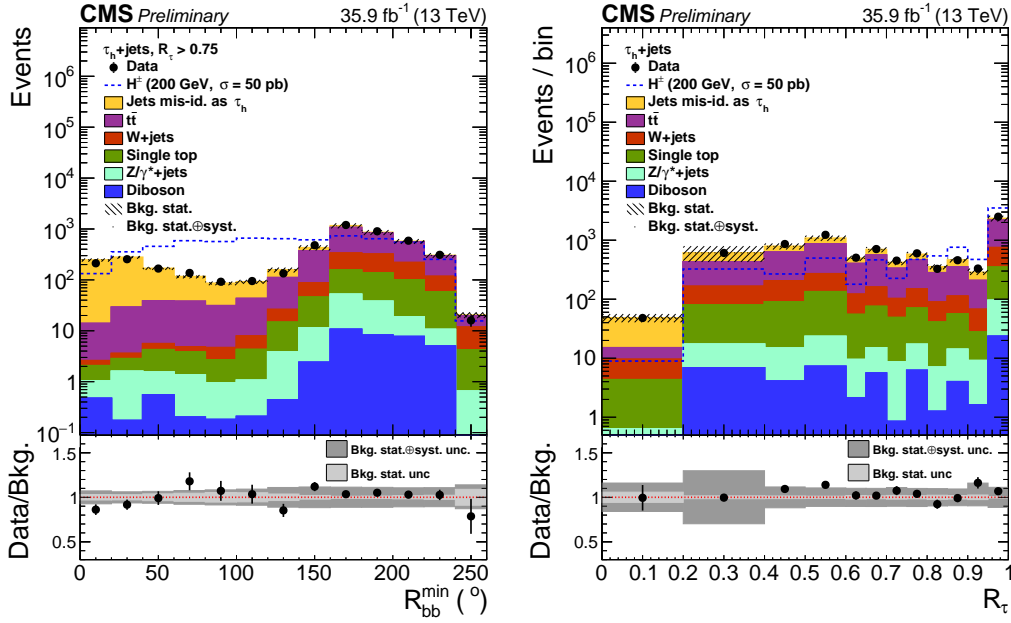 CMS Preliminary 35.9 fb⁻¹ (13 TeV)
Events
τₕ+jets, R_τ > 0.75
Data
H^± (200 GeV, σ = 50 pb)
Jets mis-id. as τₕ
tt̄
W+jets
Single top
Z/γ*+jets
Diboson
Bkg. stat.
Bkg. stat.⊕syst.
10⁶
10⁵
10⁴
10³
10²
10
1
10⁻¹
Data/Bkg.
1.5
1.0
0.5
Bkg. stat.⊕syst. unc.
Bkg. stat. unc
0 50 100 150 200 250
R_bb^min (°)
CMS Preliminary 35.9 fb⁻¹ (13 TeV)
Events / bin
τₕ+jets
Data
H^± (200 GeV, σ = 50 pb)
Jets mis-id. as τₕ
tt̄
W+jets
Single top
Z/γ*+jets
Diboson
Bkg. stat.
Bkg. stat.⊕syst.
10⁶
10⁵
10⁴
10³
10²
10
1
Data/Bkg.
1.5
1.0
0.5
Bkg. stat.⊕syst. unc.
Bkg. stat. unc
0 0.1 0.2 0.3 0.4 0.5 0.6 0.7 0.8 0.9 1
R_τ